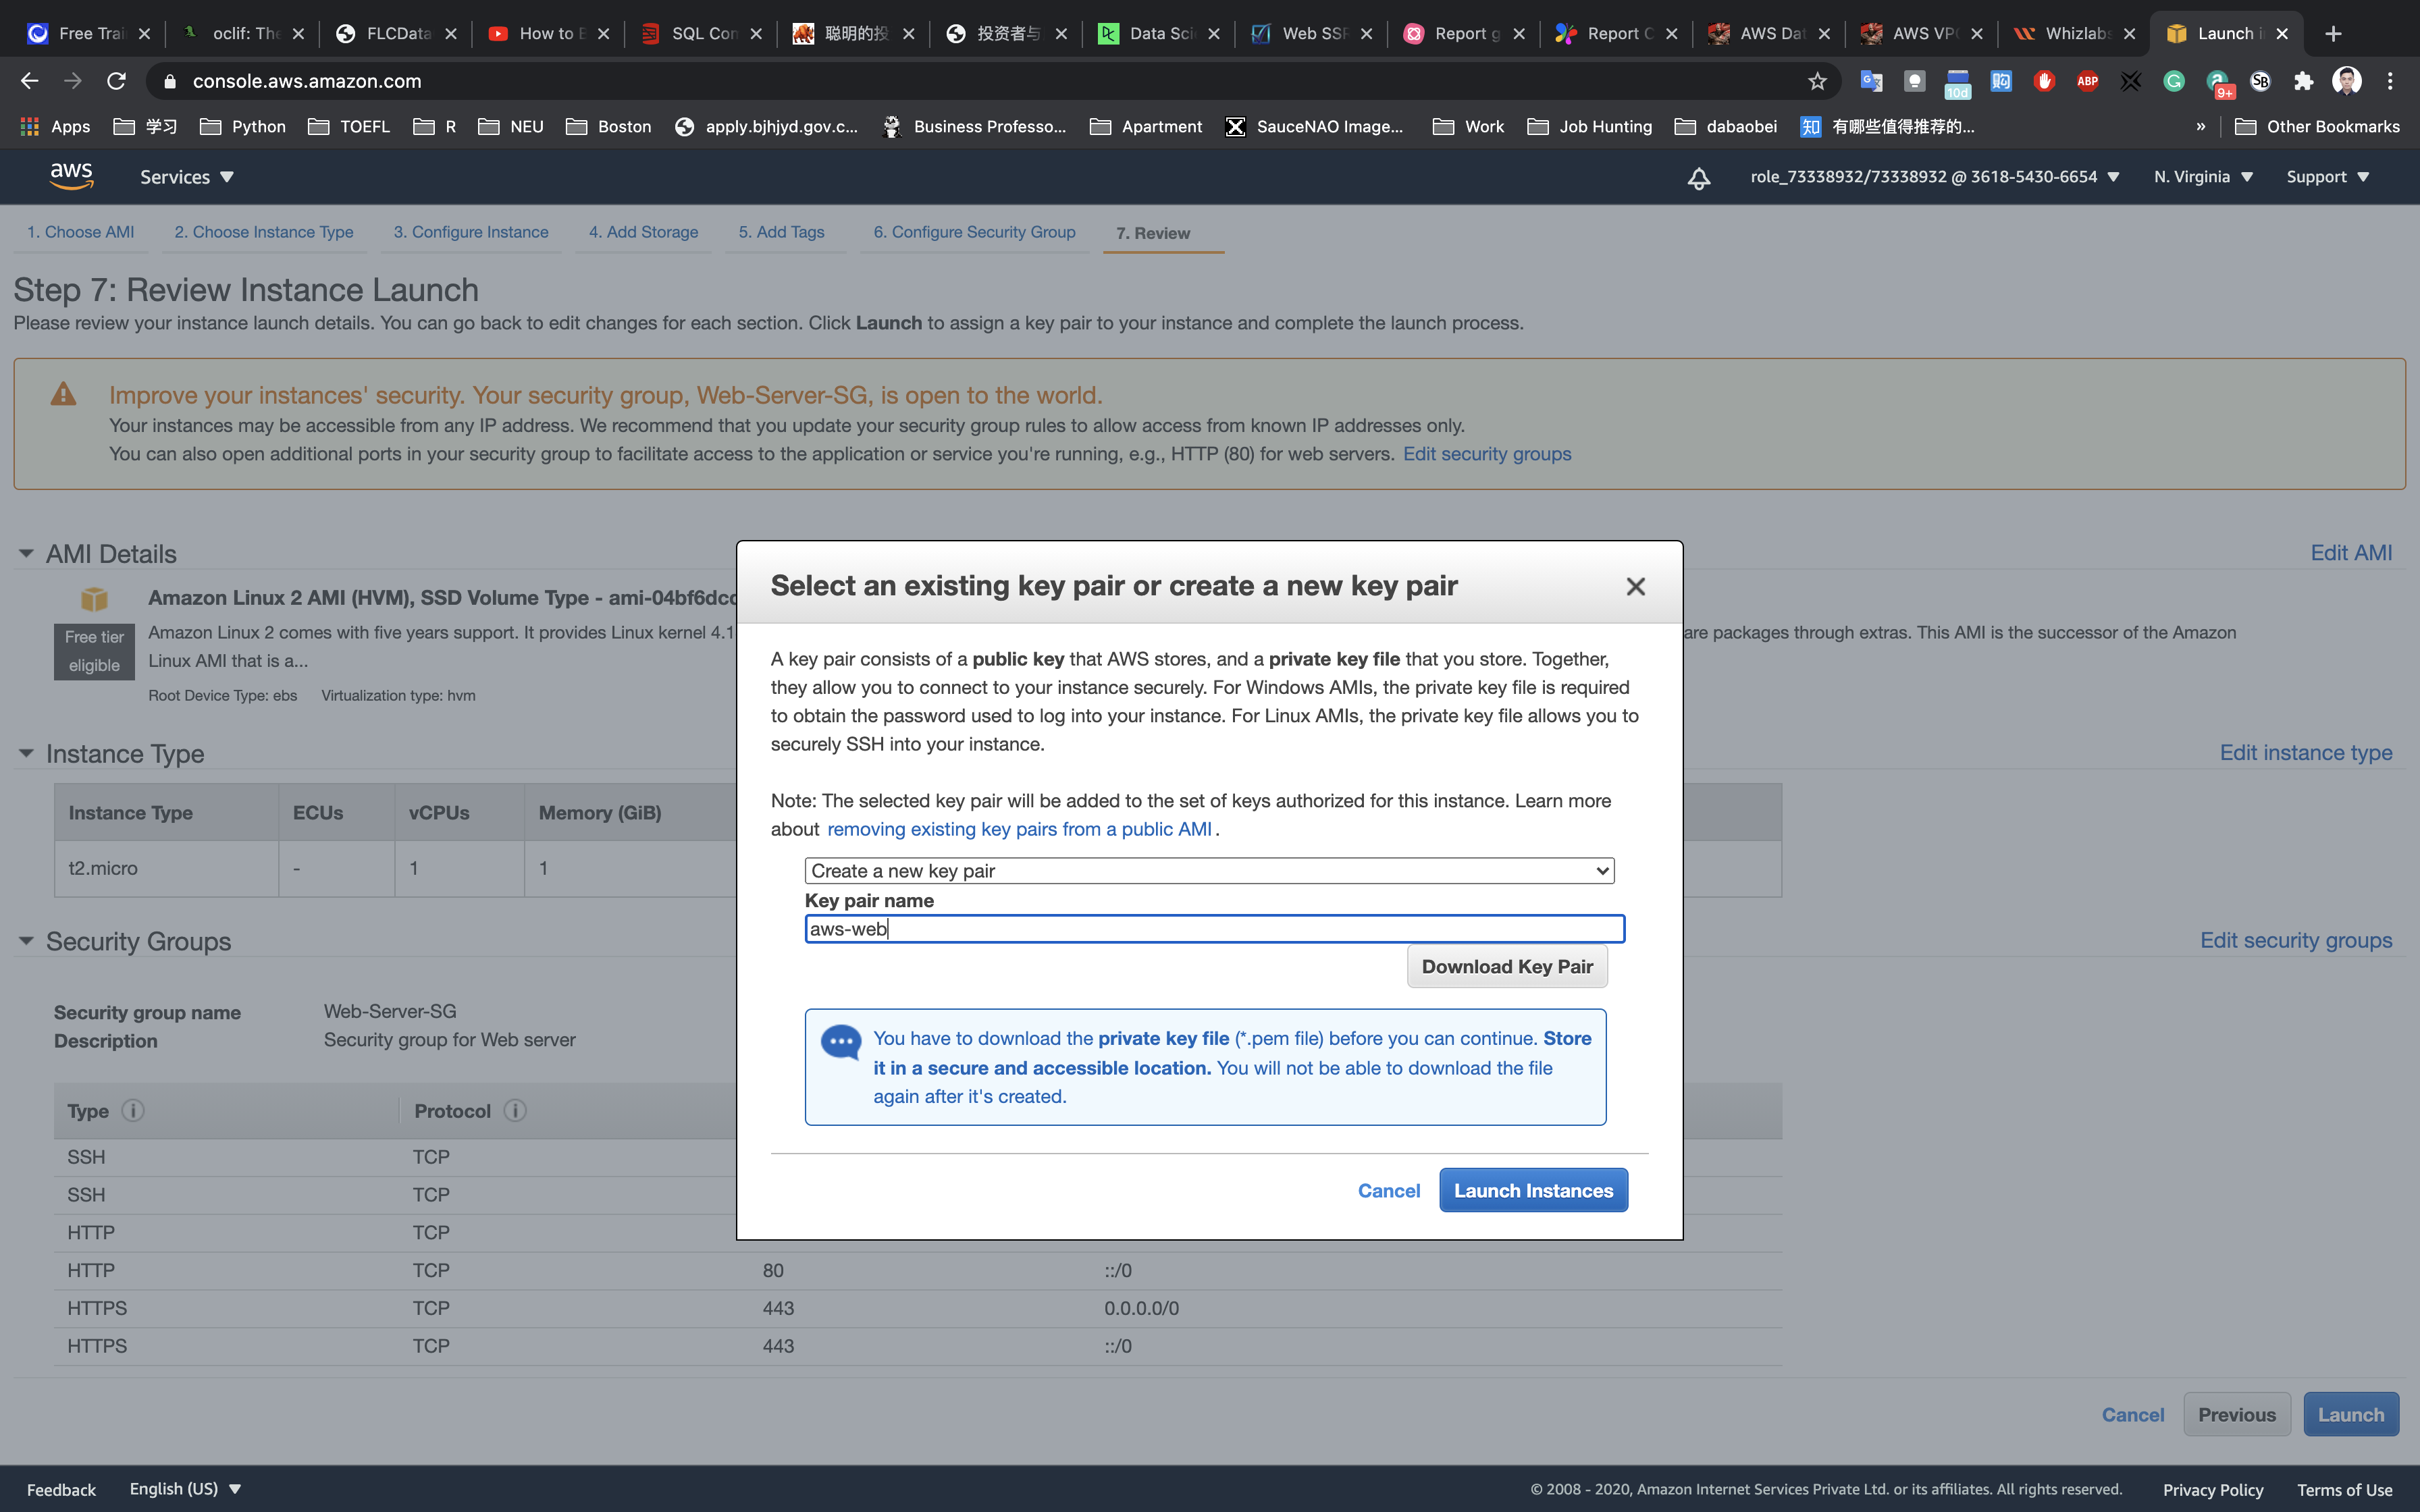 Free Trai
oclif: The
FLCData
How to B
SQL Con
聪明的投
投资者与
Data Sci
Web SSR
Report g
Report C
AWS Dat
AWS VPC
Whizlabs
Launch i
console.aws.amazon.com
10d
ABP
9+
SB
Apps
学习
Python
TOEFL
R
NEU
Boston
apply.bjhjyd.gov.c...
Business Professo...
Apartment
SauceNAO Image...
Work
Job Hunting
dabaobei
知 有哪些值得推荐的...
»
Other Bookmarks
aws
Services
role_73338932/73338932 @ 3618-5430-6654
N. Virginia
Support
1. Choose AMI
2. Choose Instance Type
3. Configure Instance
4. Add Storage
5. Add Tags
6. Configure Security Group
7. Review
Step 7: Review Instance Launch
Please review your instance launch details. You can go back to edit changes for each section. Click Launch to assign a key pair to your instance and complete the launch process.
Improve your instances' security. Your security group, Web-Server-SG, is open to the world.
Your instances may be accessible from any IP address. We recommend that you update your security group rules to allow access from known IP addresses only.
You can also open additional ports in your security group to facilitate access to the application or service you're running, e.g., HTTP (80) for web servers. Edit security groups
AMI Details
Edit AMI
Amazon Linux 2 AMI (HVM), SSD Volume Type - ami-04bf6dcc
Free tier
eligible
Amazon Linux 2 comes with five years support. It provides Linux kernel 4.1
are packages through extras. This AMI is the successor of the Amazon
Linux AMI that is a...
Root Device Type: ebs Virtualization type: hvm
Instance Type
Edit instance type
Instance Type ECUs vCPUs Memory (GiB)
t2.micro - 1 1
Security Groups
Edit security groups
Security group name Web-Server-SG
Description Security group for Web server
Type Protocol
SSH TCP
SSH TCP
HTTP TCP
HTTP TCP 80 ::/0
HTTPS TCP 443 0.0.0.0/0
HTTPS TCP 443 ::/0
Select an existing key pair or create a new key pair
A key pair consists of a public key that AWS stores, and a private key file that you store. Together,
they allow you to connect to your instance securely. For Windows AMIs, the private key file is required
to obtain the password used to log into your instance. For Linux AMIs, the private key file allows you to
securely SSH into your instance.
Note: The selected key pair will be added to the set of keys authorized for this instance. Learn more
about removing existing key pairs from a public AMI .
Create a new key pair
Key pair name
aws-web
Download Key Pair
You have to download the private key file (*.pem file) before you can continue. Store
it in a secure and accessible location. You will not be able to download the file
again after it's created.
Cancel
Launch Instances
Cancel
Previous
Launch
Feedback
English (US)
© 2008 - 2020, Amazon Internet Services Private Ltd. or its affiliates. All rights reserved.
Privacy Policy
Terms of Use